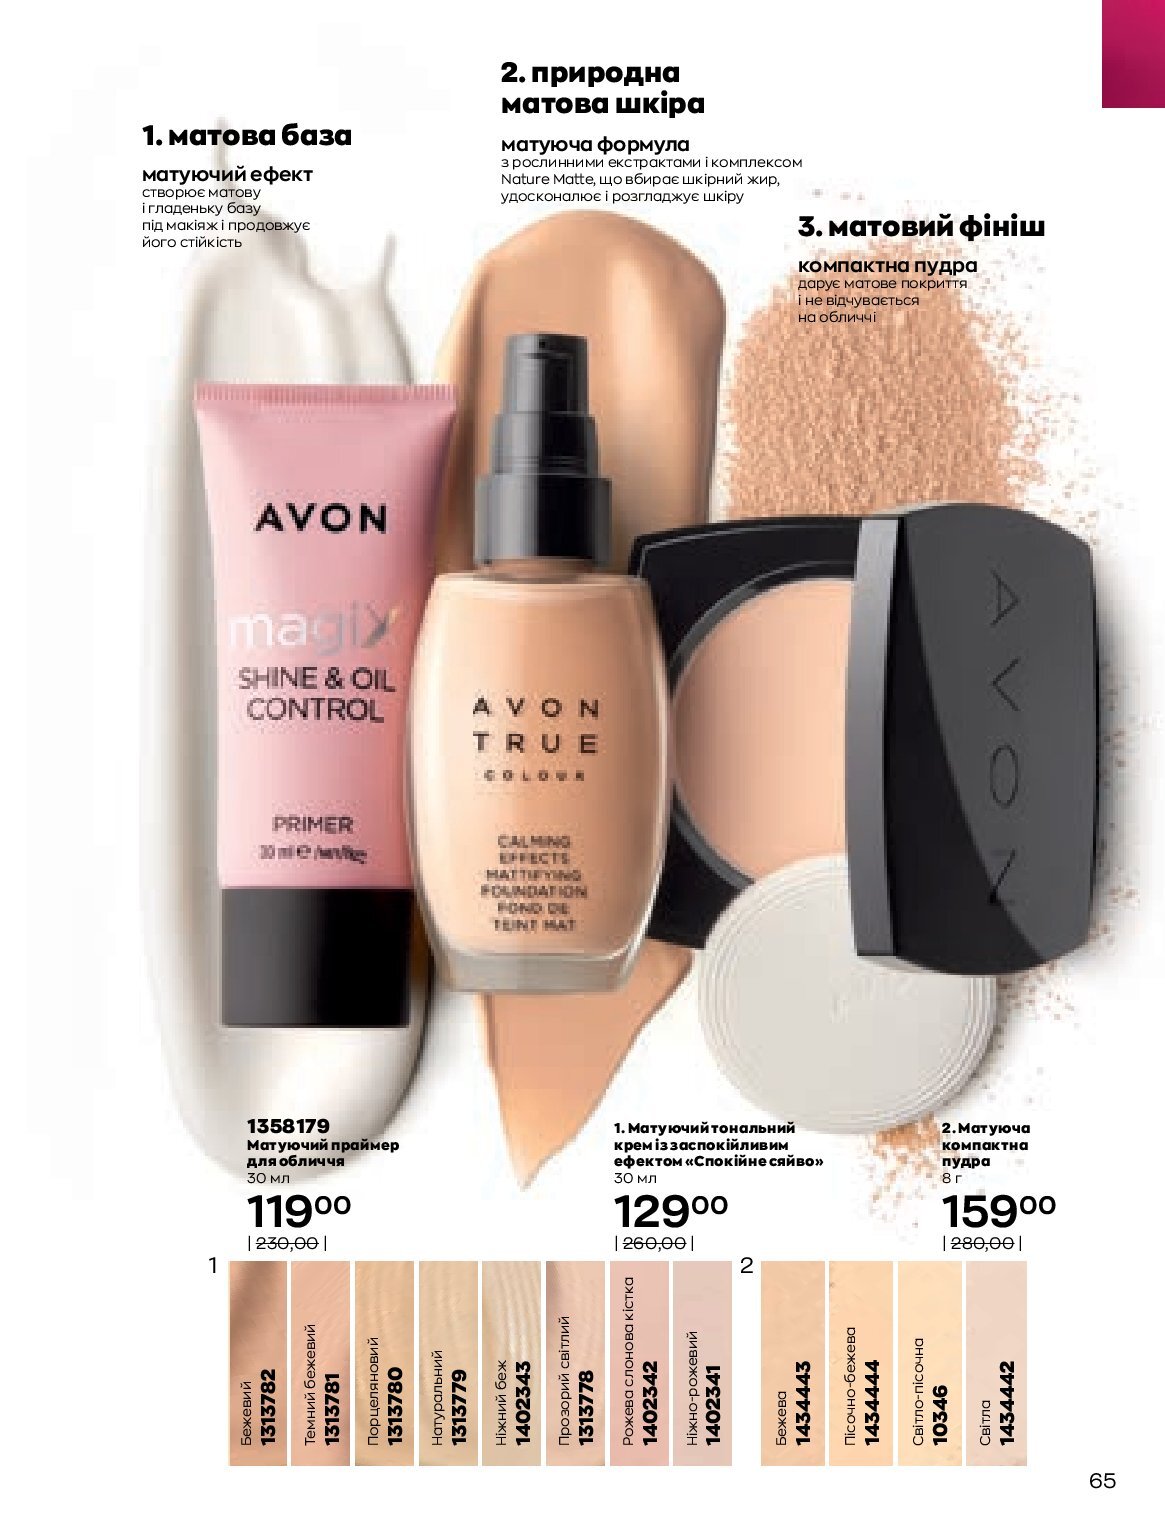 1. матова база
матуючий ефект
створює матову
і гладеньку базу
під макіяж і продовжує
його стійкість
2. природна
матова шкіра
матуюча формула
з рослинними екстрактами і комплексом
Nature Matte, що вбирає шкірний жир,
удосконалює і розгладжує шкіру
3. матовий фініш
компактна пудра
дарує матове покриття
і не відчувається
на обличчі
AVON
magix
SHINE & OIL
CONTROL
PRIMER
30 ml e
AVON
TRUE
COLOUR
CALMING
EFFECTS
MATTIFYING
FOUNDATION
FOND DE
TEINT MAT
AVON
1358179
Матуючий праймер
для обличчя
30 мл
119⁰⁰
| 230,00 |
1. Матуючий тональний
крем із заспокійливим
ефектом «Спокійне сяйво»
30 мл
129⁰⁰
| 260,00 |
2. Матуюча
компактна
пудра
8 г
159⁰⁰
| 280,00 |
1
Бежевий
1313782
Темний бежевий
1313781
Порцеляновий
1313780
Натуральний
1313779
Ніжний беж
1402343
Прозорий світлий
1313778
Рожева слонова кістка
1402342
Ніжно-рожевий
1402341
2
Бежева
1434443
Пісочно-бежева
1434444
Світло-пісочна
10346
Світла
1434442
65